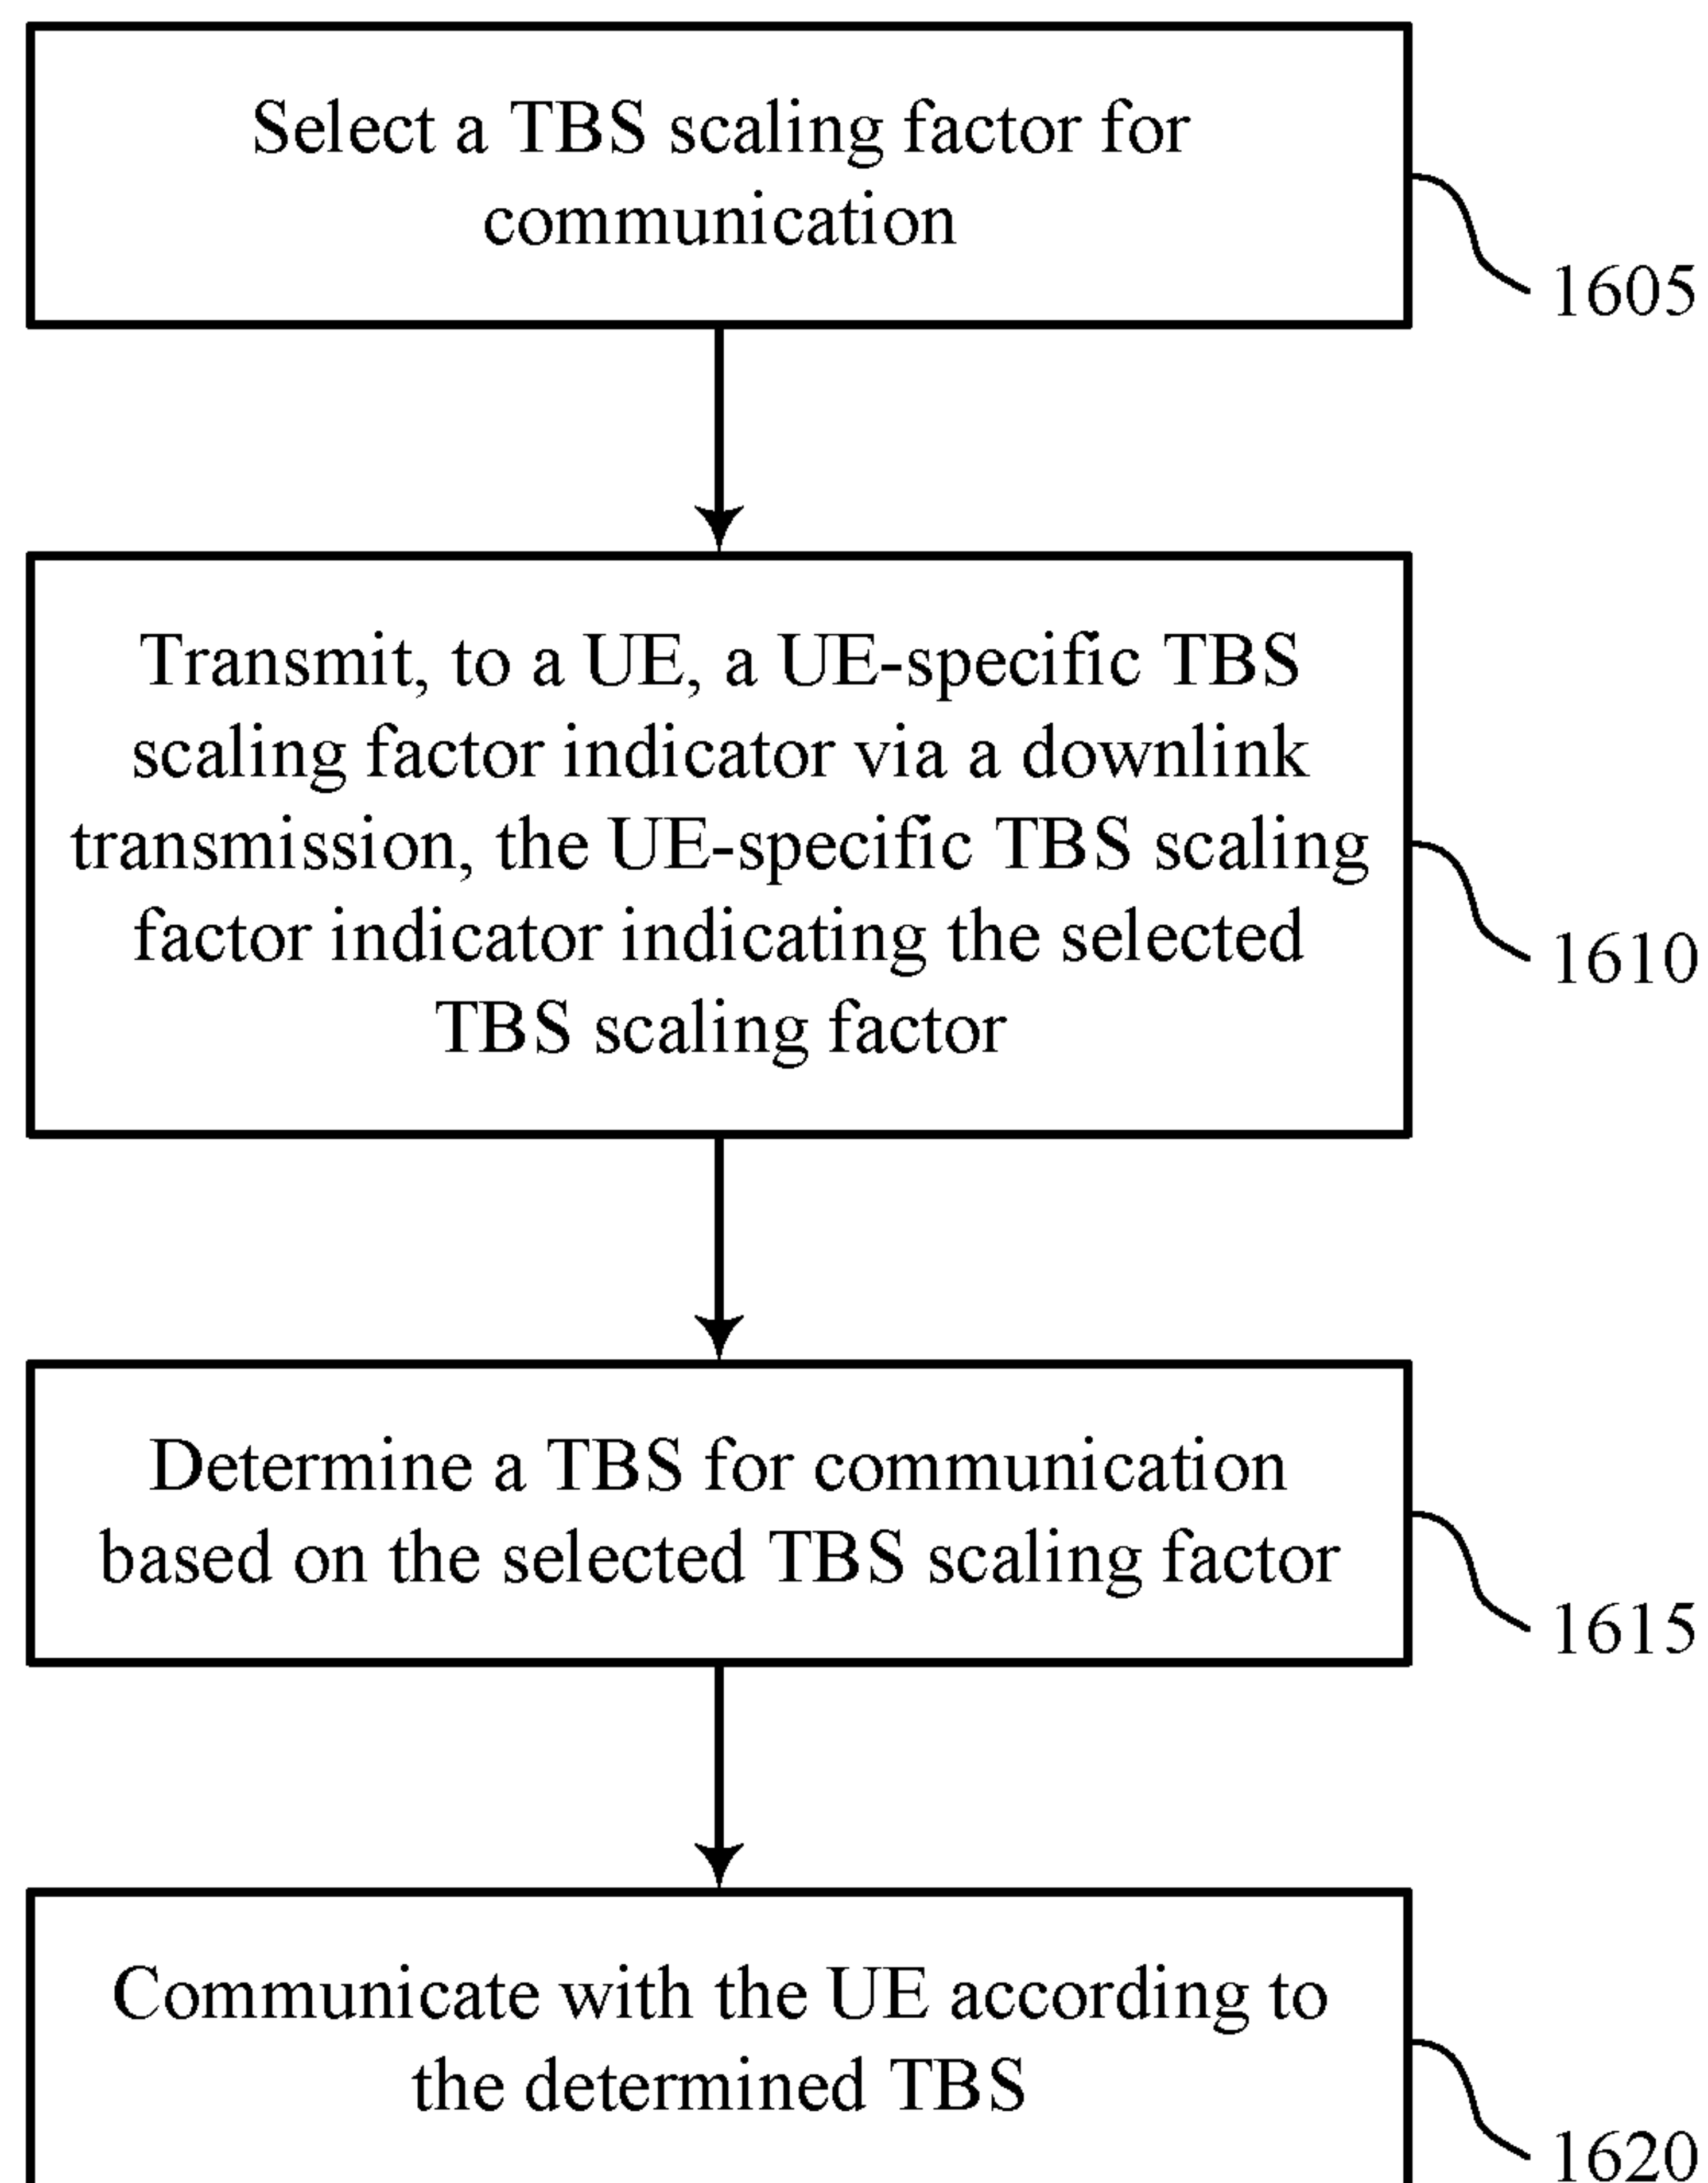 Select a TBS scaling factor for
communication
1605
Transmit, to a UE, a UE-specific TBS
scaling factor indicator via a downlink
transmission, the UE-specific TBS scaling
factor indicator indicating the selected
TBS scaling factor
1610
Determine a TBS for communication
based on the selected TBS scaling factor
1615
Communicate with the UE according to
the determined TBS
1620